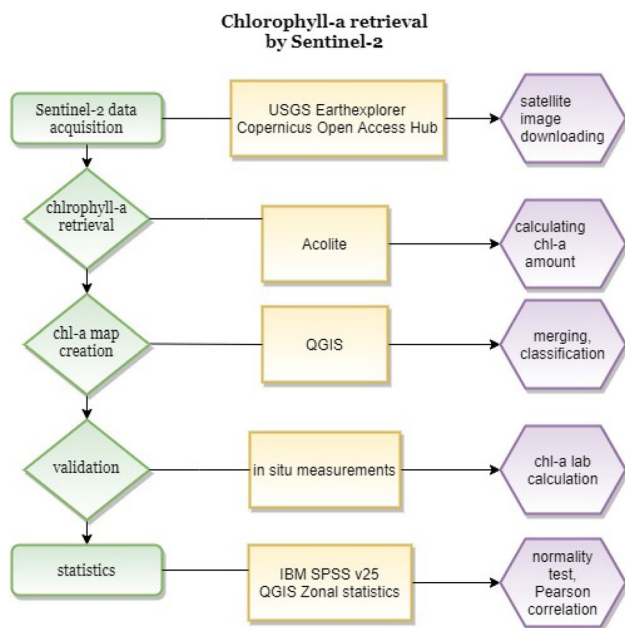 Chlorophyll-a retrieval
by Sentinel-2
Sentinel-2 data
acquisition
USGS Earthexplorer
Copernicus Open Access Hub
satellite
image
downloading
chlrophyll-a
retrieval
Acolite
calculating
chl-a
amount
chl-a map
creation
QGIS
merging,
classification
validation
in situ measurements
chl-a lab
calculation
statistics
IBM SPSS v25
QGIS Zonal statistics
normality
test,
Pearson
correlation